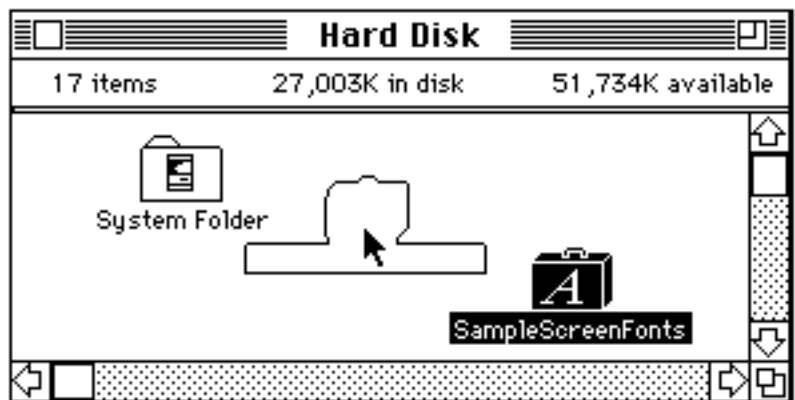 Hard Disk
17 items 27,003K in disk 51,734K available
System Folder
A
SampleScreenFonts